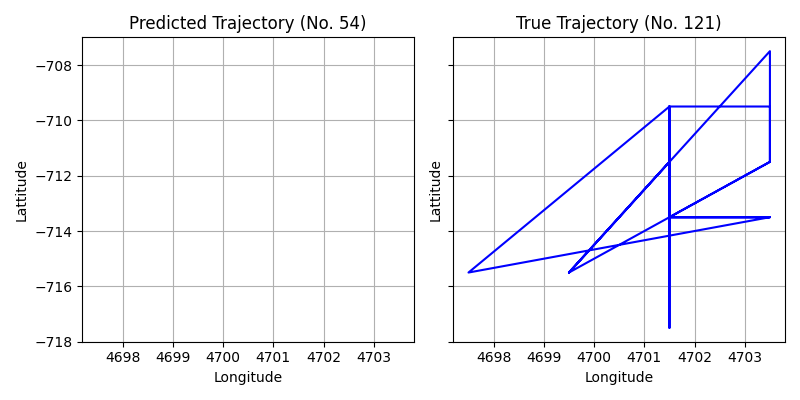 Predicted Trajectory (No. 54)
Lattitude
−708
−710
−712
−714
−716
−718
4698 4699 4700 4701 4702 4703
Longitude
True Trajectory (No. 121)
Lattitude
4698 4699 4700 4701 4702 4703
Longitude